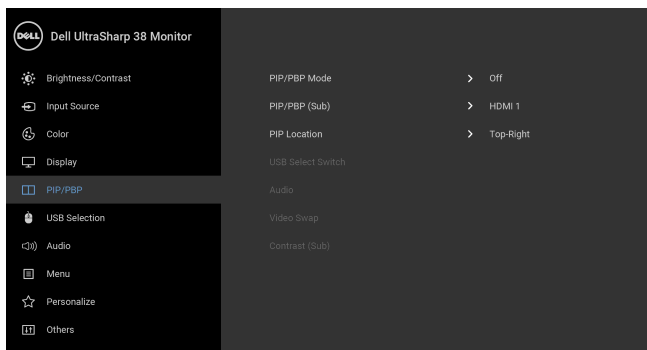 DELL Dell UltraSharp 38 Monitor
Brightness/Contrast
Input Source
Color
Display
PIP/PBP
USB Selection
Audio
Menu
Personalize
Others
PIP/PBP Mode > Off
PIP/PBP (Sub) > HDMI 1
PIP Location > Top-Right
USB Select Switch
Audio
Video Swap
Contrast (Sub)